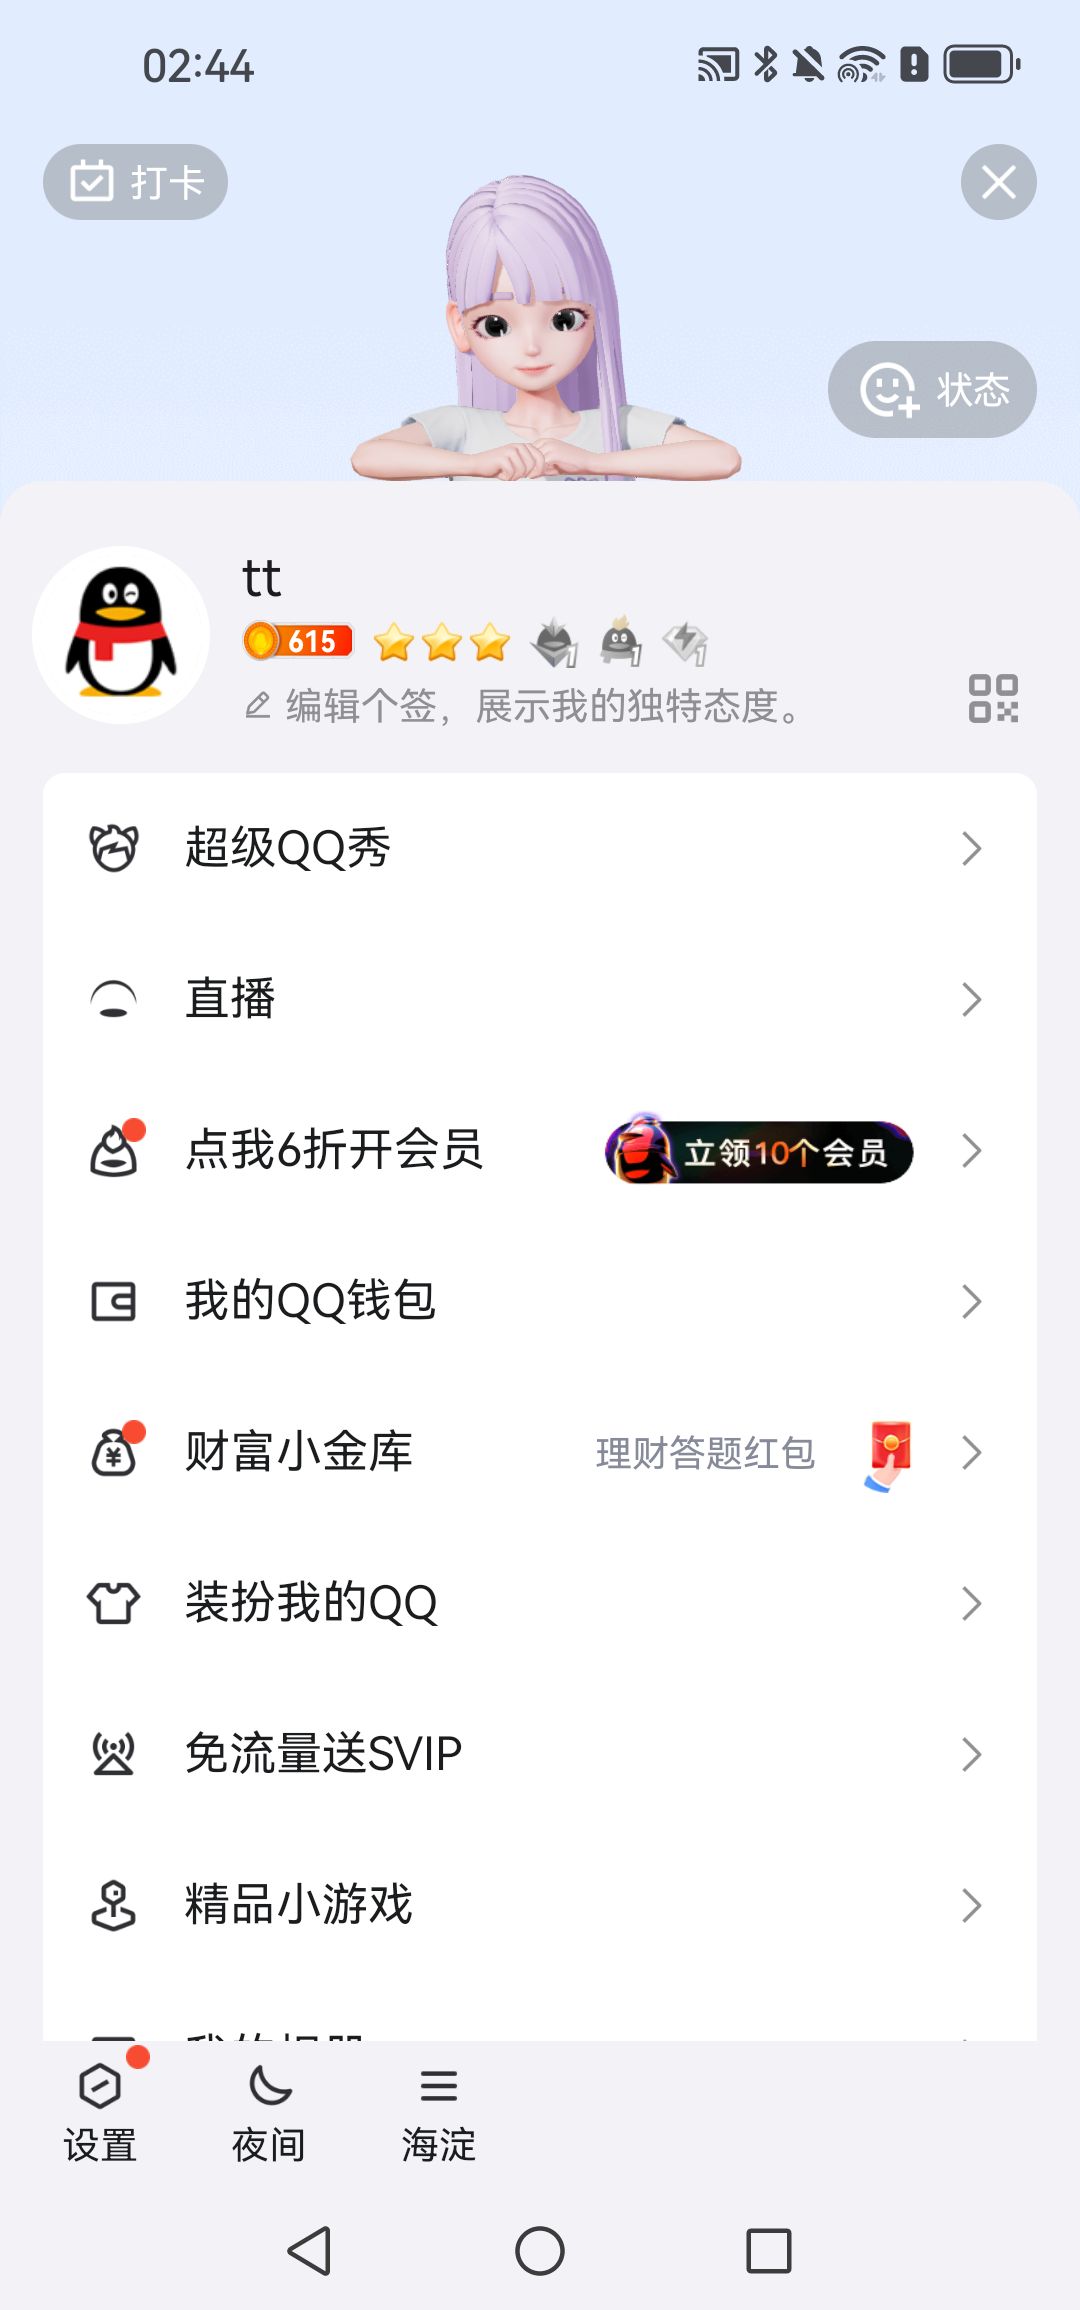 02:44
打卡
状态
tt
615
1 1 1
编辑个签，展示我的独特态度。
超级QQ秀
直播
点我6折开会员 立领10个会员
我的QQ钱包
财富小金库 理财答题红包
装扮我的QQ
免流量送SVIP
精品小游戏
设置 夜间 海淀